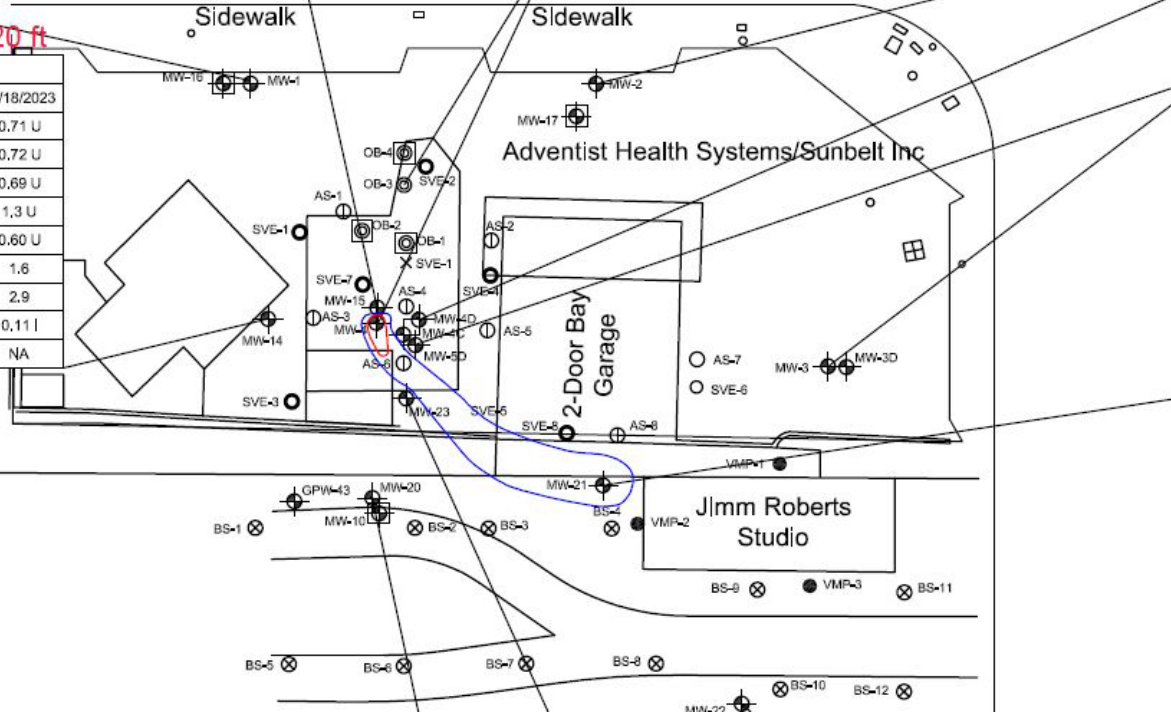 Sidewalk
Sidewalk
20 ft
MW-16
MW-1
MW-2
/18/2023
0.71 U
0.72 U
0.69 U
1.3 U
0.60 U
1.6
2.9
0.11 I
NA
MW-17
Adventist Health Systems/Sunbelt Inc
OB-4
SVE-2
OB-3
AS-1
OB-2
SVE-1
OB-1
AS-2
SVE-1
SVE-7
SVE-4
MW-15
AS-4
AS-3
MW-4D
MW-4C
AS-5
MW-14
MW-5D
2-Door Bay
Garage
AS-6
AS-7
MW-3
MW-3D
SVE-6
SVE-3
MW-23
SVE-5
SVE-8
AS-8
VMP-1
MW-21
GPW-43
MW-20
MW-10
BS-1
BS-2
BS-3
BS-4
VMP-2
Jimm Roberts
Studio
BS-9
VMP-3
BS-11
BS-5
BS-6
BS-7
BS-8
BS-10
BS-12
MW-22